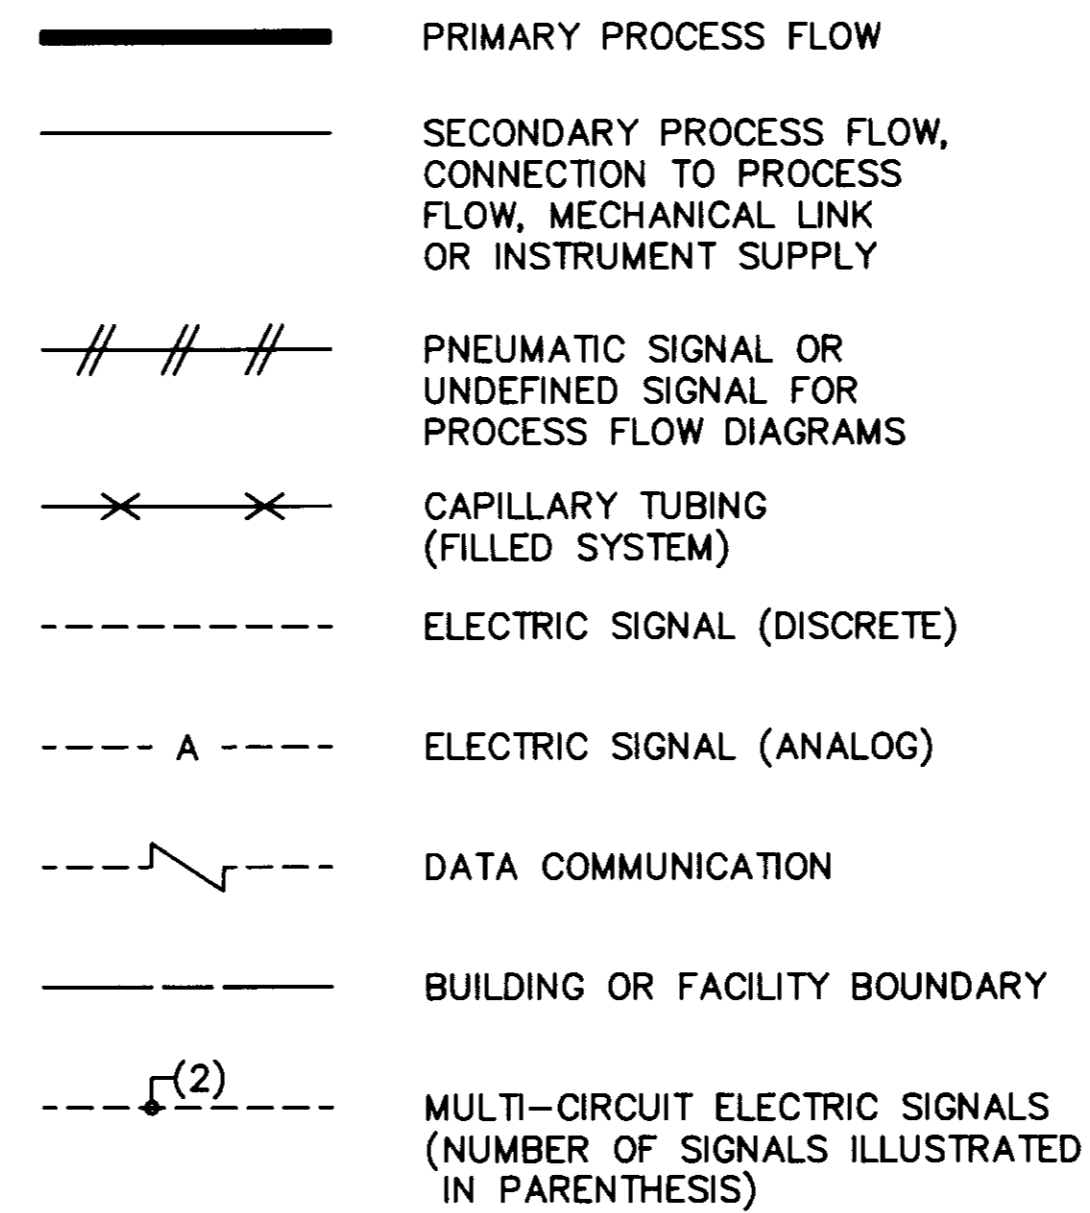 PRIMARY PROCESS FLOW
SECONDARY PROCESS FLOW,
CONNECTION TO PROCESS
FLOW, MECHANICAL LINK
OR INSTRUMENT SUPPLY
PNEUMATIC SIGNAL OR
UNDEFINED SIGNAL FOR
PROCESS FLOW DIAGRAMS
CAPILLARY TUBING
(FILLED SYSTEM)
ELECTRIC SIGNAL (DISCRETE)
A ELECTRIC SIGNAL (ANALOG)
DATA COMMUNICATION
BUILDING OR FACILITY BOUNDARY
(2)
MULTI-CIRCUIT ELECTRIC SIGNALS
(NUMBER OF SIGNALS ILLUSTRATED
IN PARENTHESIS)